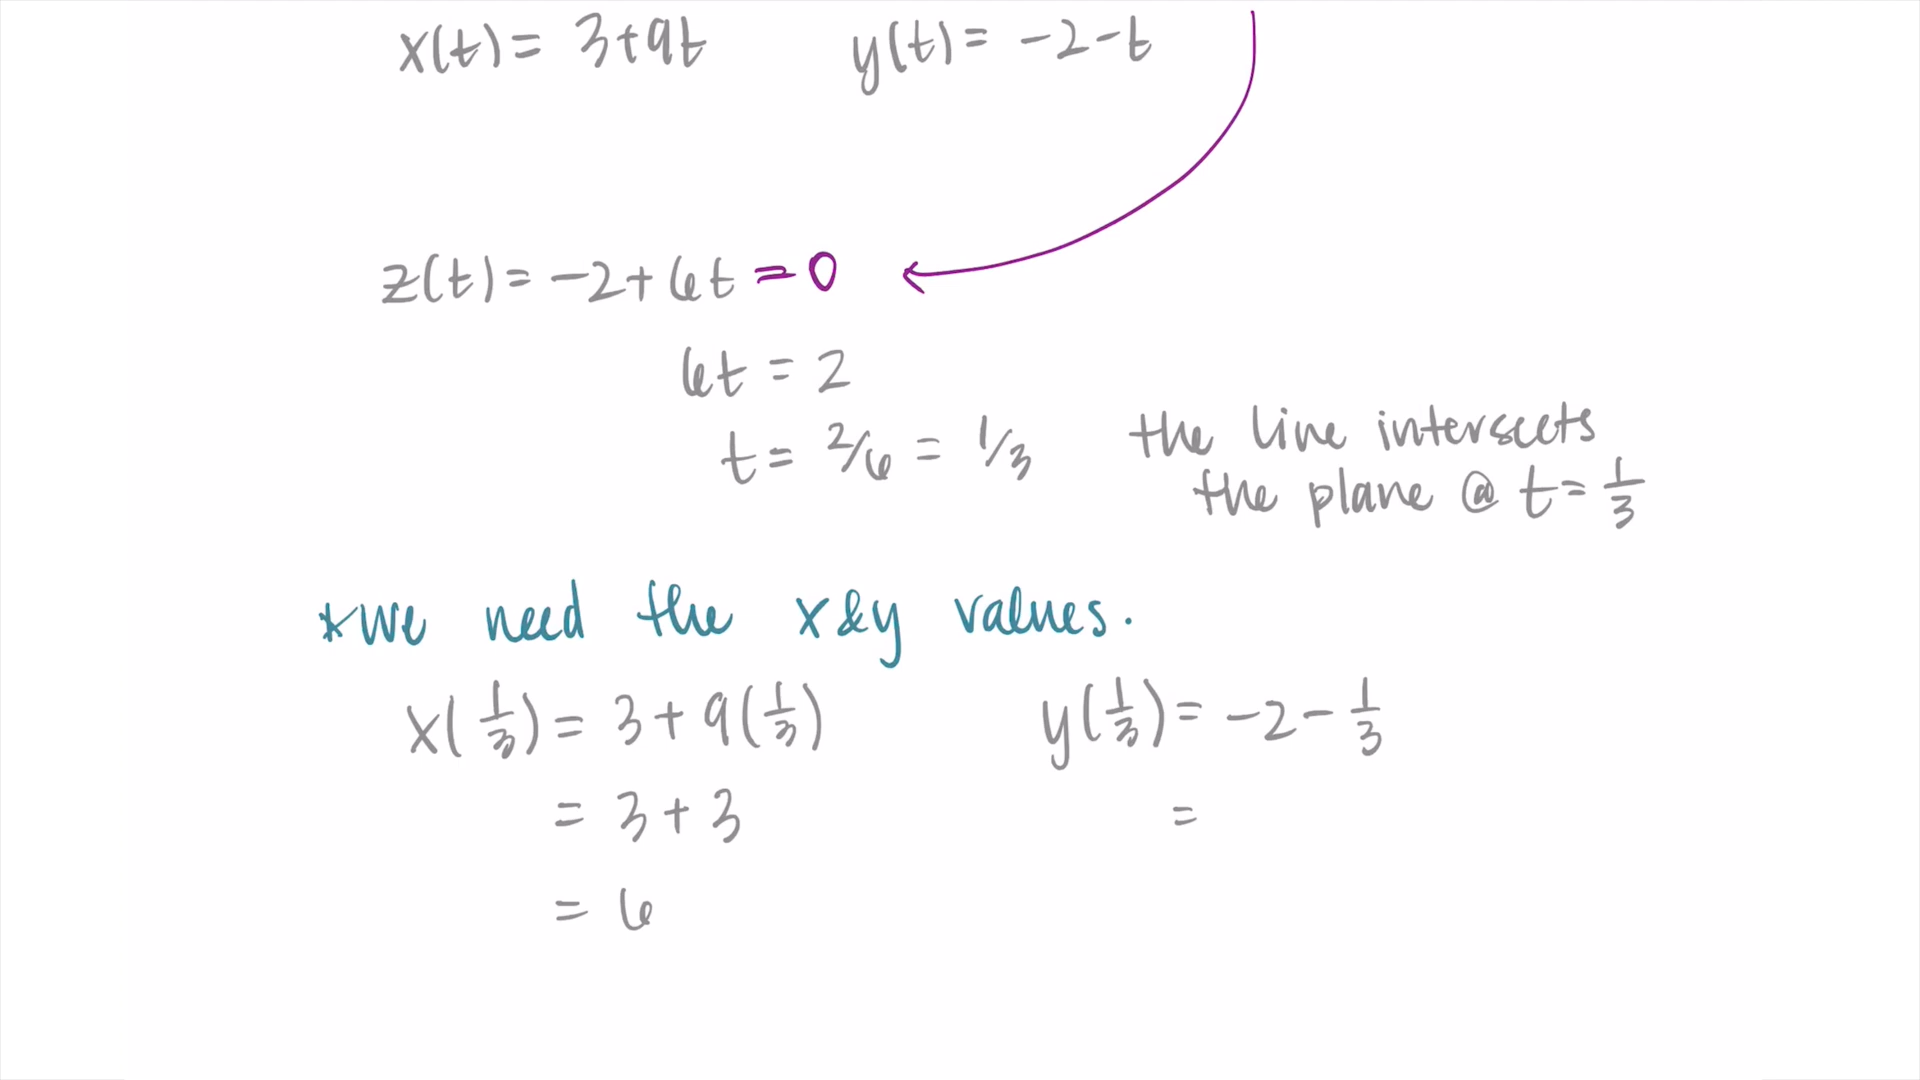 x(t) = 3+9t y(t) = -2-t
z(t) = -2+6t = 0
6t = 2
t = 2/6 = 1/3 the line intersects
the plane @ t = 1/3
*we need the x & y values.
x(1/3) = 3 + 9(1/3) y(1/3) = -2 - 1/3
= 3 + 3 =
= 6